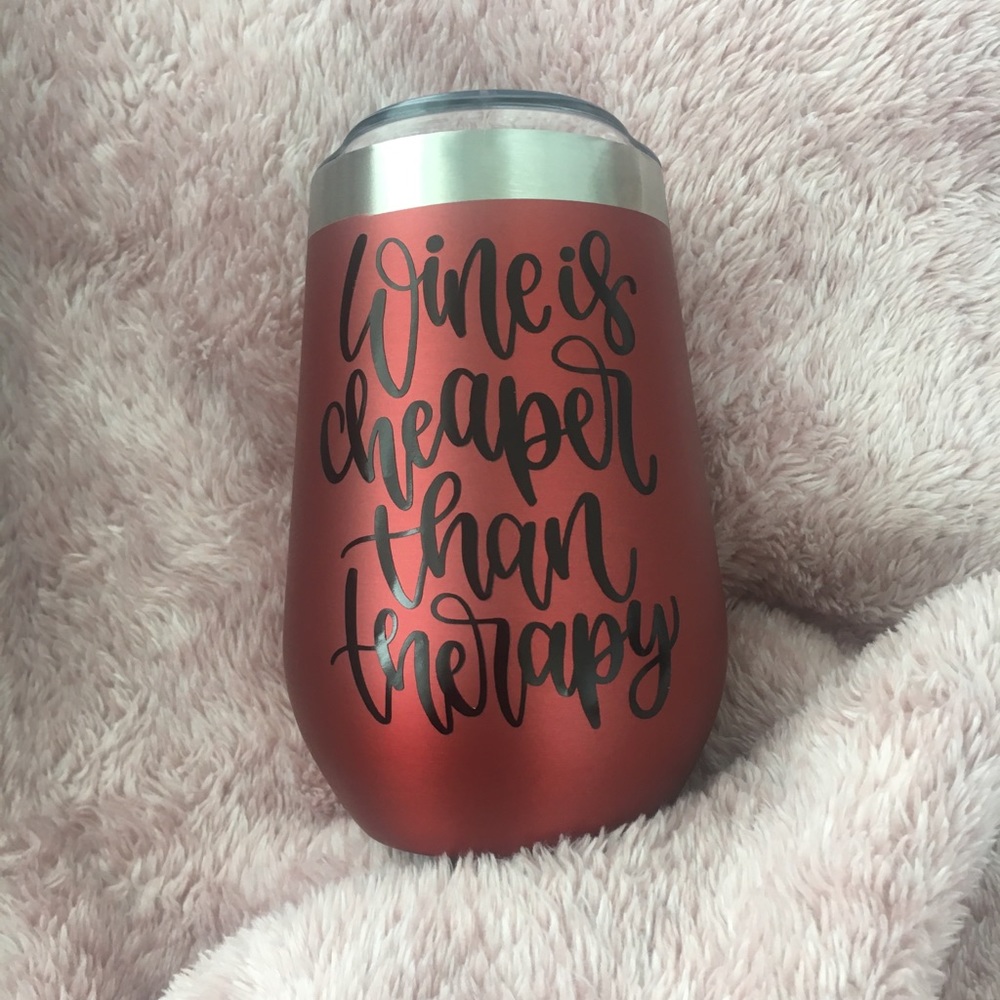 Wine is
cheaper
than
therapy